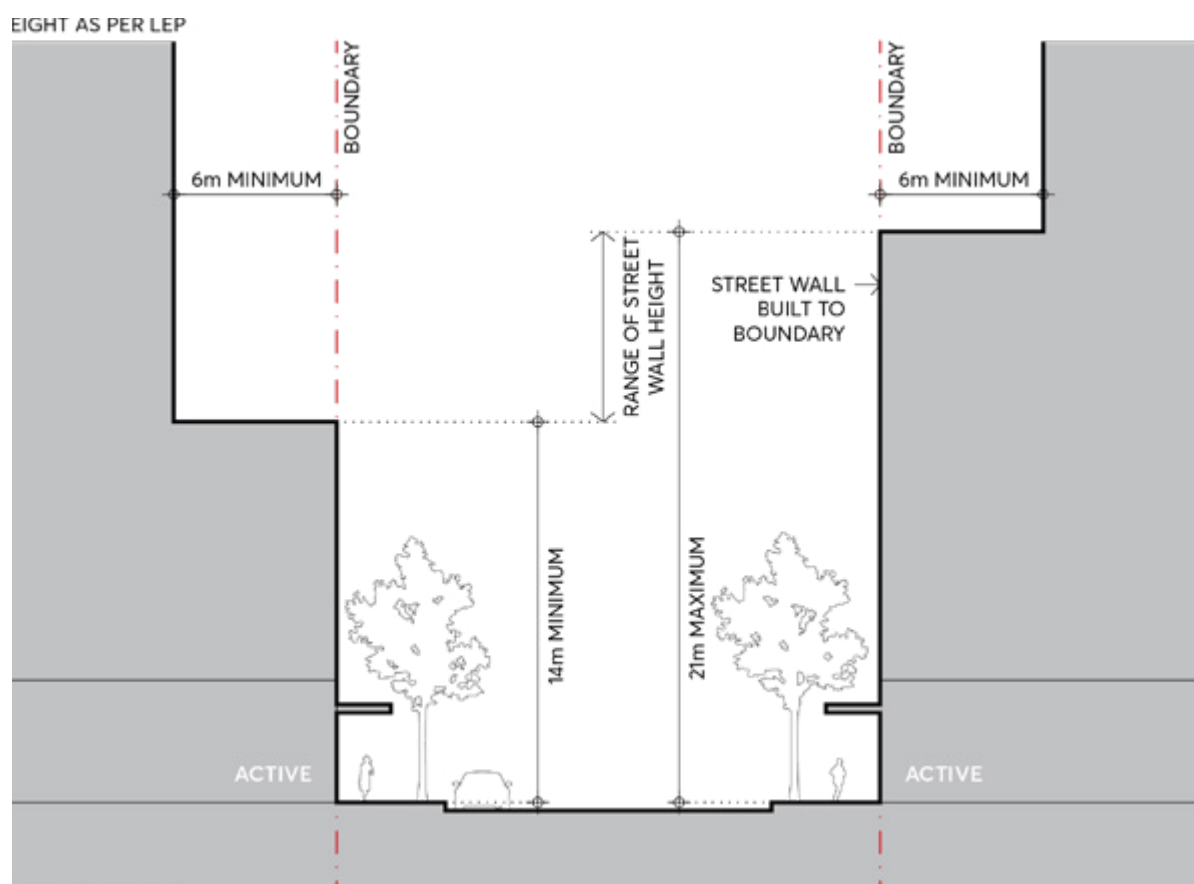 EIGHT AS PER LEP
BOUNDARY
BOUNDARY
6m MINIMUM
6m MINIMUM
RANGE OF STREET
WALL HEIGHT
STREET WALL
BUILT TO
BOUNDARY
14m MINIMUM
21m MAXIMUM
ACTIVE
ACTIVE